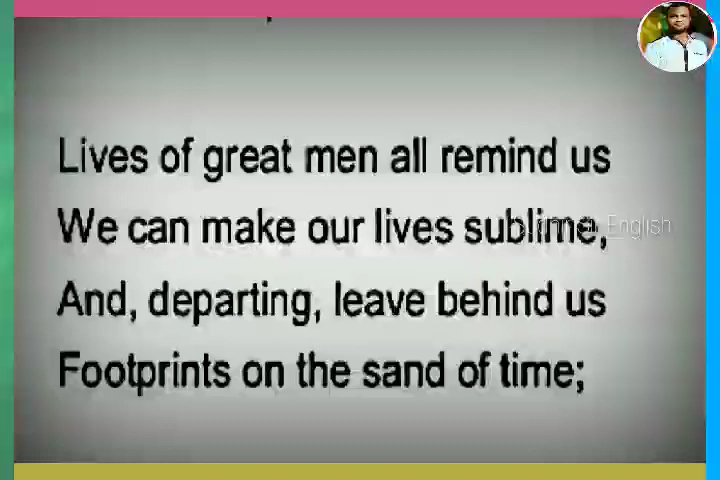 Lives of great men all remind us
We can make our lives sublime,
English
And, departing, leave behind us
Footprints on the sand of time;